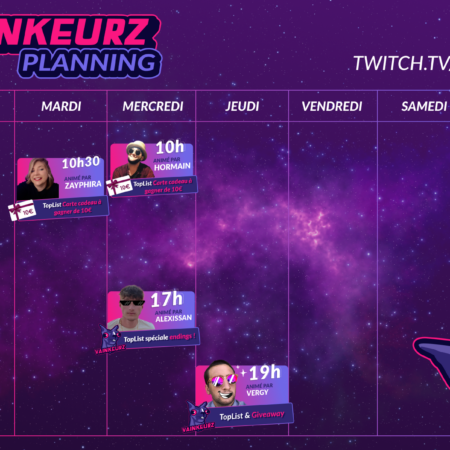 NKEURZ
PLANNING
TWITCH.TV
MARDI
MERCREDI
JEUDI
VENDREDI
SAMEDI
10h30
ANIMÉ PAR
ZAYPHIRA
10€
TopList Carte cadeau à
gagner de 10€
10h
ANIMÉ PAR
HORMAIN
10€
TopList Carte cadeau à
gagner de 10€
17h
ANIMÉ PAR
ALEXISSAN
VAINKEURZ
TopList spéciale endings !
+19h
ANIMÉ PAR
VERGY
VAINKEURZ
TopList & Giveaway